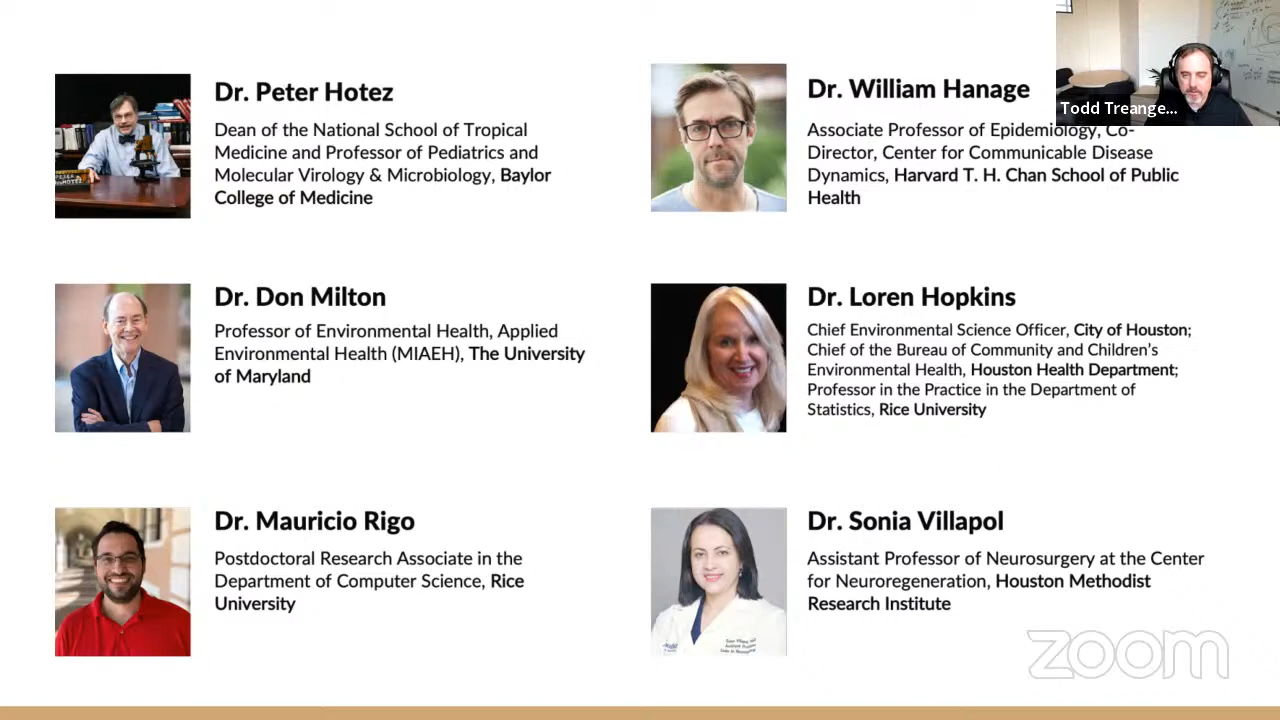 Dr. Peter Hotez
Dean of the National School of Tropical
Medicine and Professor of Pediatrics and
Molecular Virology & Microbiology, Baylor
College of Medicine
Dr. William Hanage
Associate Professor of Epidemiology, Co-
Director, Center for Communicable Disease
Dynamics, Harvard T. H. Chan School of Public
Health
Todd Treange...
Dr. Don Milton
Professor of Environmental Health, Applied
Environmental Health (MIAEH), The University
of Maryland
Dr. Loren Hopkins
Chief Environmental Science Officer, City of Houston;
Chief of the Bureau of Community and Children's
Environmental Health, Houston Health Department;
Professor in the Practice in the Department of
Statistics, Rice University
Dr. Mauricio Rigo
Postdoctoral Research Associate in the
Department of Computer Science, Rice
University
Dr. Sonia Villapol
Assistant Professor of Neurosurgery at the Center
for Neuroregeneration, Houston Methodist
Research Institute
zoom